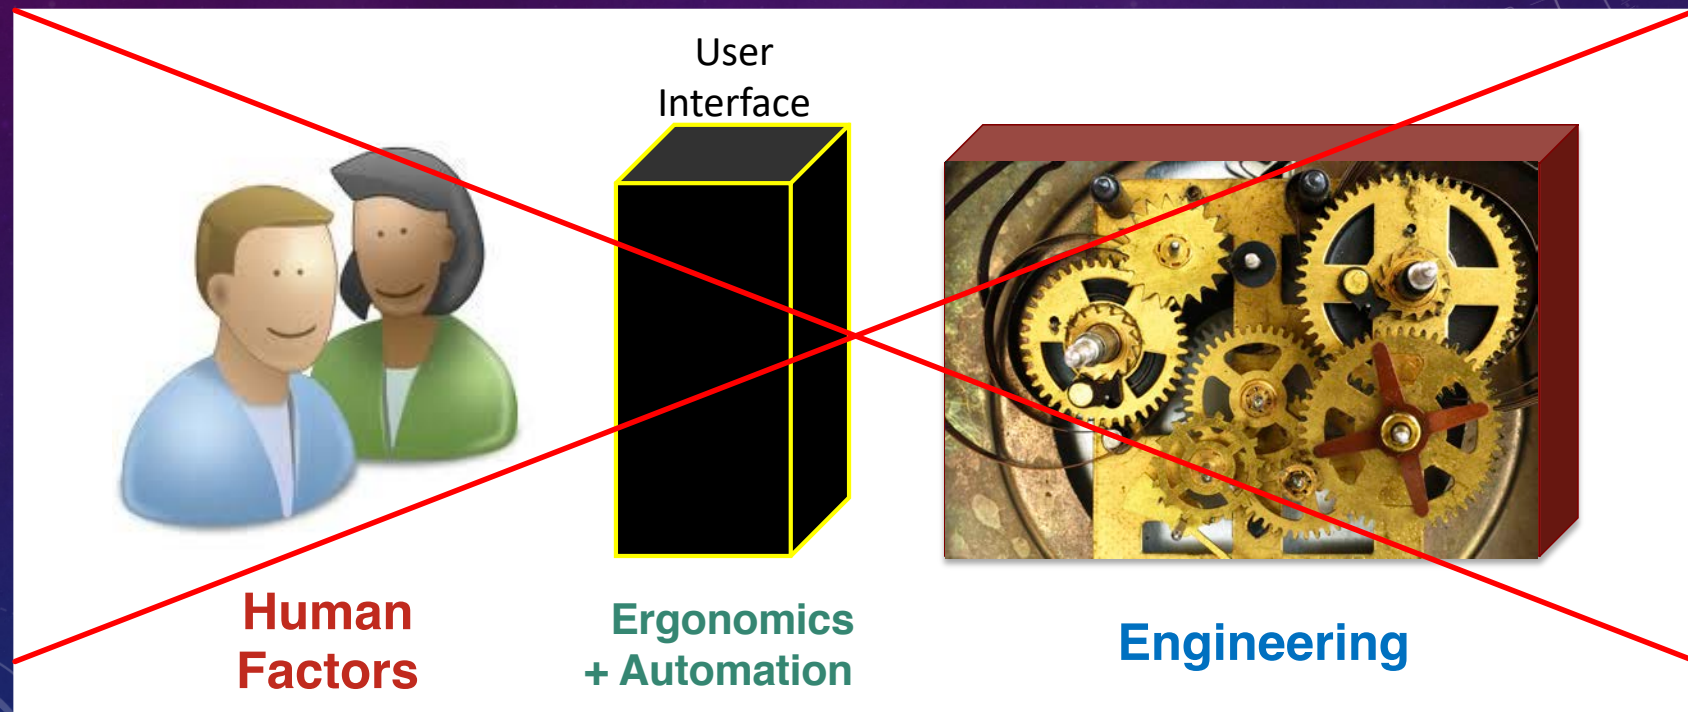 User
Interface
Human
Factors
Ergonomics
+ Automation
Engineering